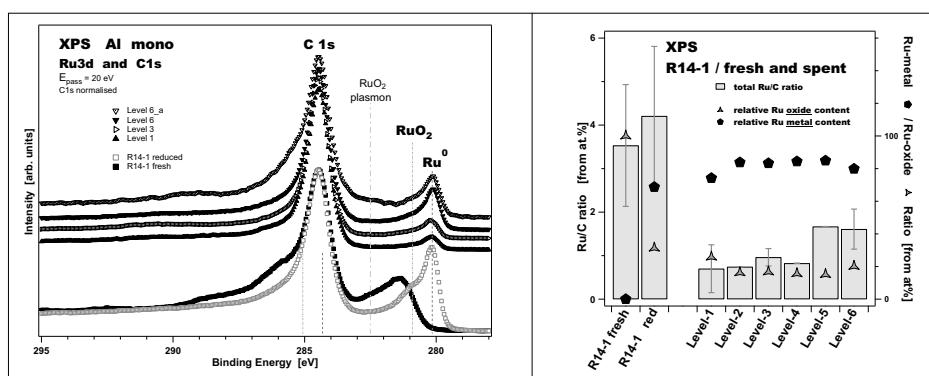 XPS Al mono
Ru3d and C1s
E_pass = 20 eV
C1s normalised
Level 6_a
Level 6
Level 3
Level 1
R14-1 reduced
R14-1 fresh
C 1s
RuO₂
plasmon
RuO₂
Ru⁰
Intensity [arb. units]
295
290
285
280
Binding Energy [eV]
XPS
R14-1 / fresh and spent
total Ru/C ratio
relative Ru oxide content
relative Ru metal content
6
4
2
0
Ru/C ratio [from at.%]
100
0
Ru-metal / Ru-oxide Ratio [from at%]
R14-1 fresh
R14-1 red
Level-1
Level-2
Level-3
Level-4
Level-5
Level-6